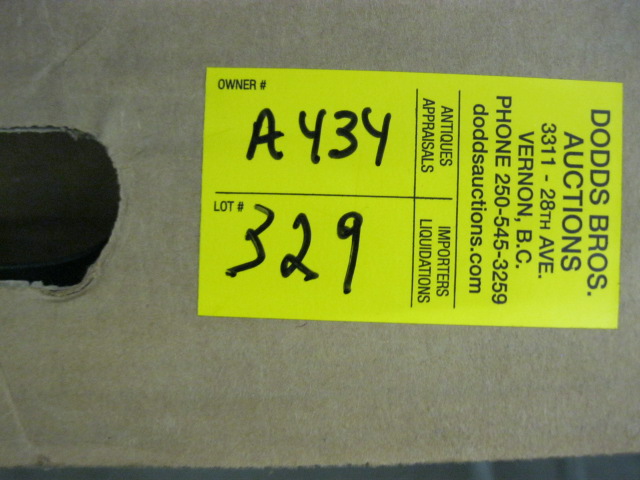 OWNER #
A434
LOT #
329
ANTIQUES
APPRAISALS
IMPORTERS
LIQUIDATIONS
DODDS BROS.
AUCTIONS
3311 - 28TH AVE.
VERNON, B.C.
PHONE 250-545-3259
doddsauctions.com